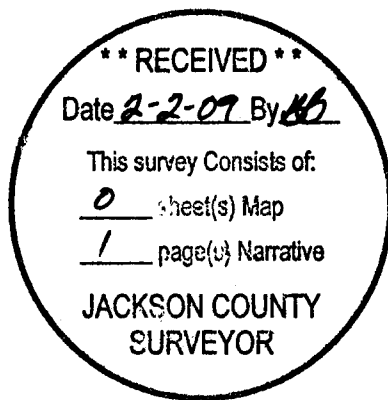 * * RECEIVED * *
Date 2-2-09 By BB
This survey Consists of:
0 sheet(s) Map
1 page(s) Narrative
JACKSON COUNTY
SURVEYOR